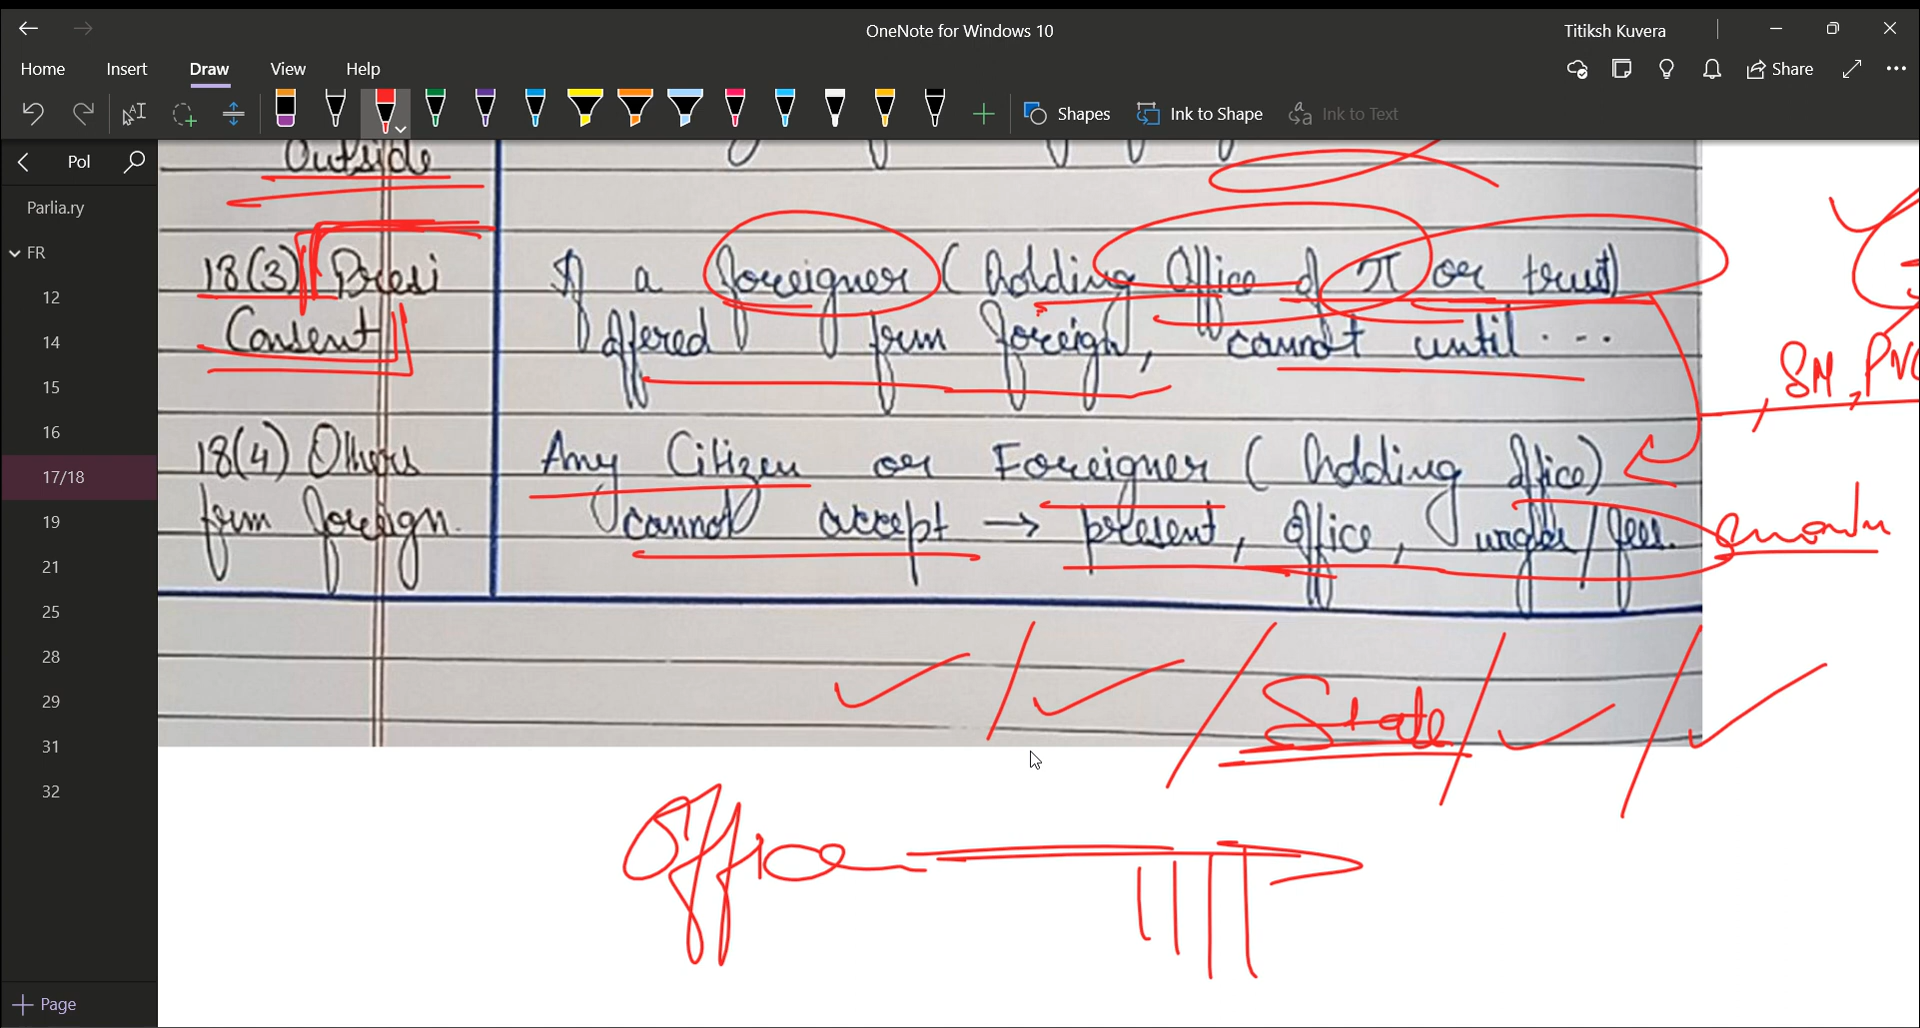 OneNote for Windows 10
Titiksh Kuvera
Home Insert Draw View Help
Share
Shapes Ink to Shape Ink to Text
Pol
Parlia.ry
FR
12
14
15
16
17/18
19
21
25
28
29
31
32
Page
Outside
18(3) Presi
Consent
If a foreigner ( holding Office of π or trust)
offered from foreign, cannot until ...
18(4) Others
from foreign.
Any Citizen or Foreigner ( holding office)
cannot accept → present, office,
, SM, PVC
State
Office